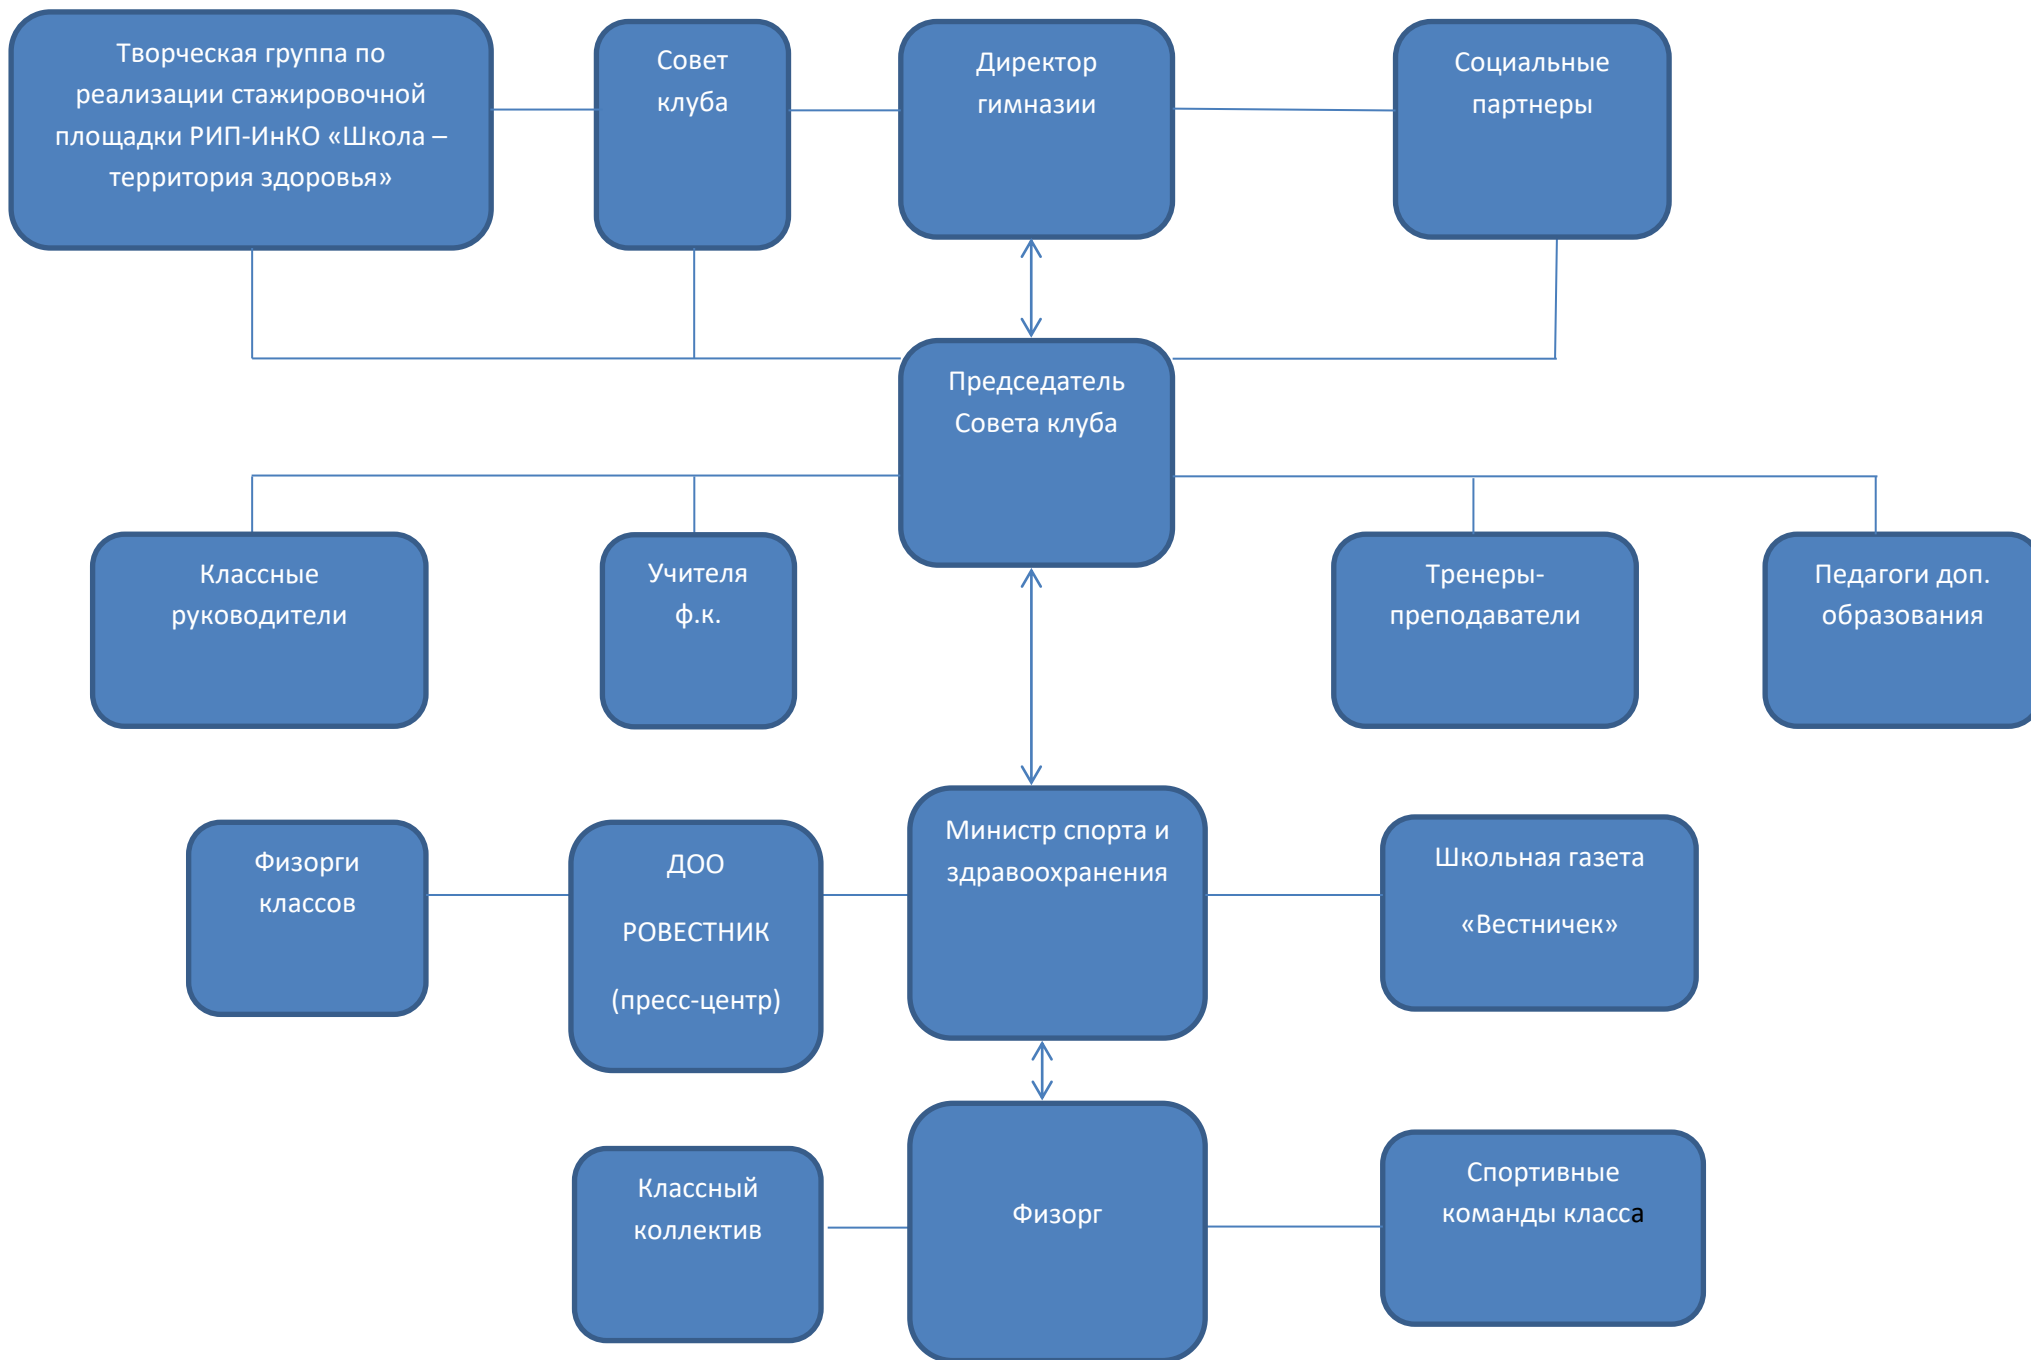 Творческая группа по
реализации стажировочной
площадки РИП-ИнКО «Школа –
территория здоровья»
Совет
клуба
Директор
гимназии
Социальные
партнеры
Председатель
Совета клуба
Классные
руководители
Учителя
ф.к.
Тренеры-
преподаватели
Педагоги доп.
образования
Физорги
классов
ДОО
РОВЕСТНИК
(пресс-центр)
Министр спорта и
здравоохранения
Школьная газета
«Вестничек»
Классный
коллектив
Физорг
Спортивные
команды класса